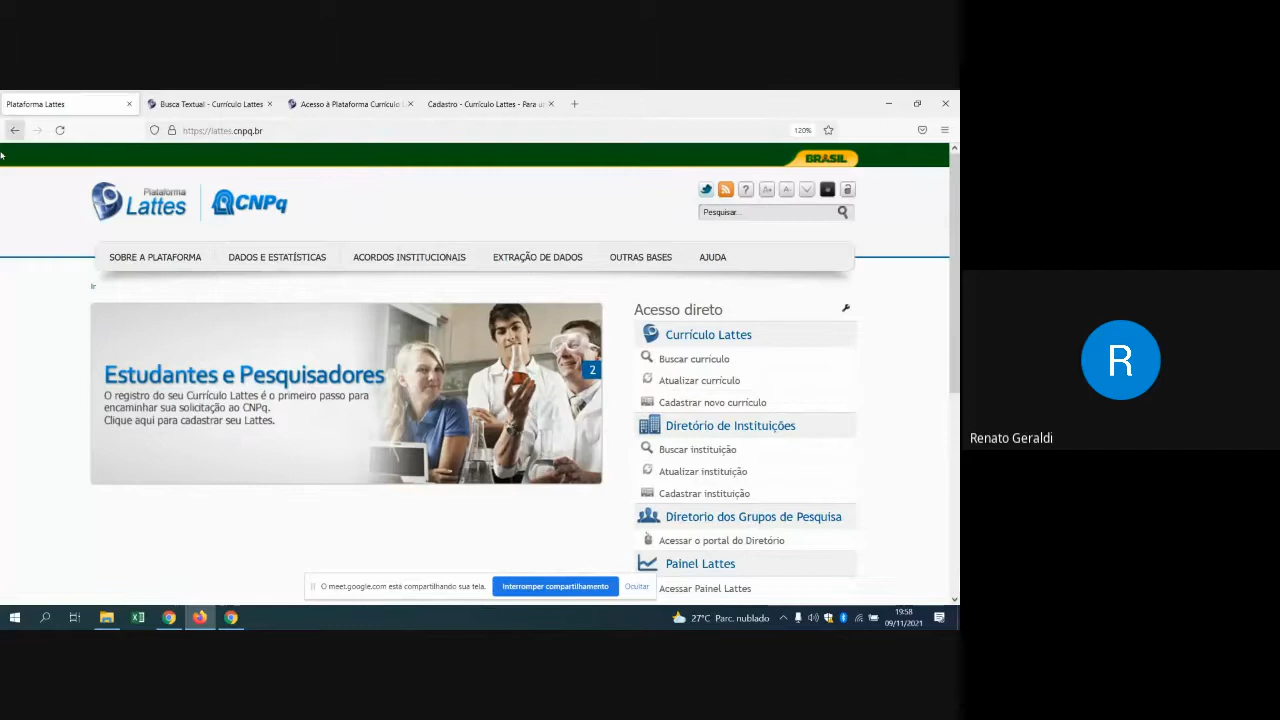 Plataforma Lattes
Busca Textual - Currículo Lattes
Acesso à Plataforma Currículo L
Cadastro - Currículo Lattes - Para u
https://lattes.cnpq.br
120%
BRASIL
Plataforma
Lattes
CNPq
? A+ A-
Pesquisar...
SOBRE A PLATAFORMA DADOS E ESTATÍSTICAS ACORDOS INSTITUCIONAIS EXTRAÇÃO DE DADOS OUTRAS BASES AJUDA
Ir
Estudantes e Pesquisadores
O registro do seu Currículo Lattes é o primeiro passo para
encaminhar sua solicitação ao CNPq.
Clique aqui para cadastrar seu Lattes.
2
Acesso direto
Currículo Lattes
Buscar currículo
Atualizar currículo
Cadastrar novo currículo
Diretório de Instituições
Buscar instituição
Atualizar instituição
Cadastrar instituição
Diretorio dos Grupos de Pesquisa
Acessar o portal do Diretório
Painel Lattes
Acessar Painel Lattes
O meet.google.com está compartilhando sua tela. Interromper compartilhamento Ocultar
27°C Parc. nublado
19:58
09/11/2021
R
Renato Geraldi